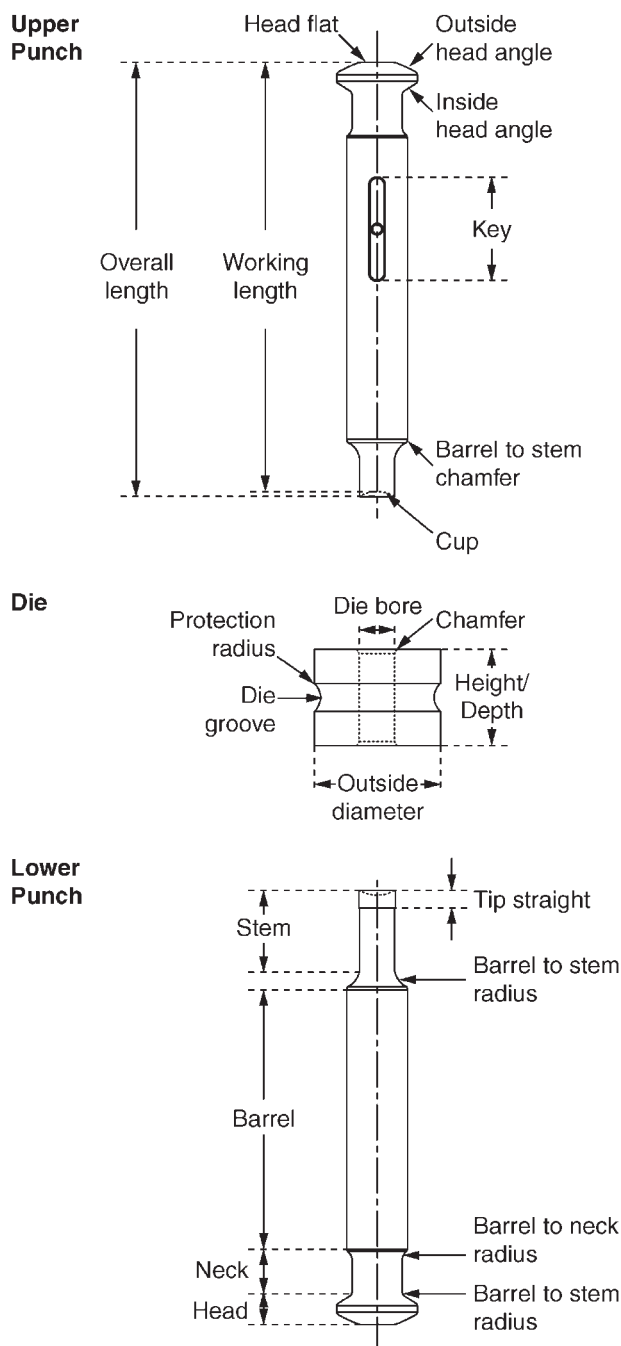 Upper
Punch
Head flat
Outside
head angle
Inside
head angle
Key
Overall
length
Working
length
Barrel to stem
chamfer
Cup
Die
Die bore
Chamfer
Protection
radius
Die
groove
Height/
Depth
Outside
diameter
Lower
Punch
Tip straight
Stem
Barrel to stem
radius
Barrel
Barrel to neck
radius
Neck
Barrel to stem
radius
Head